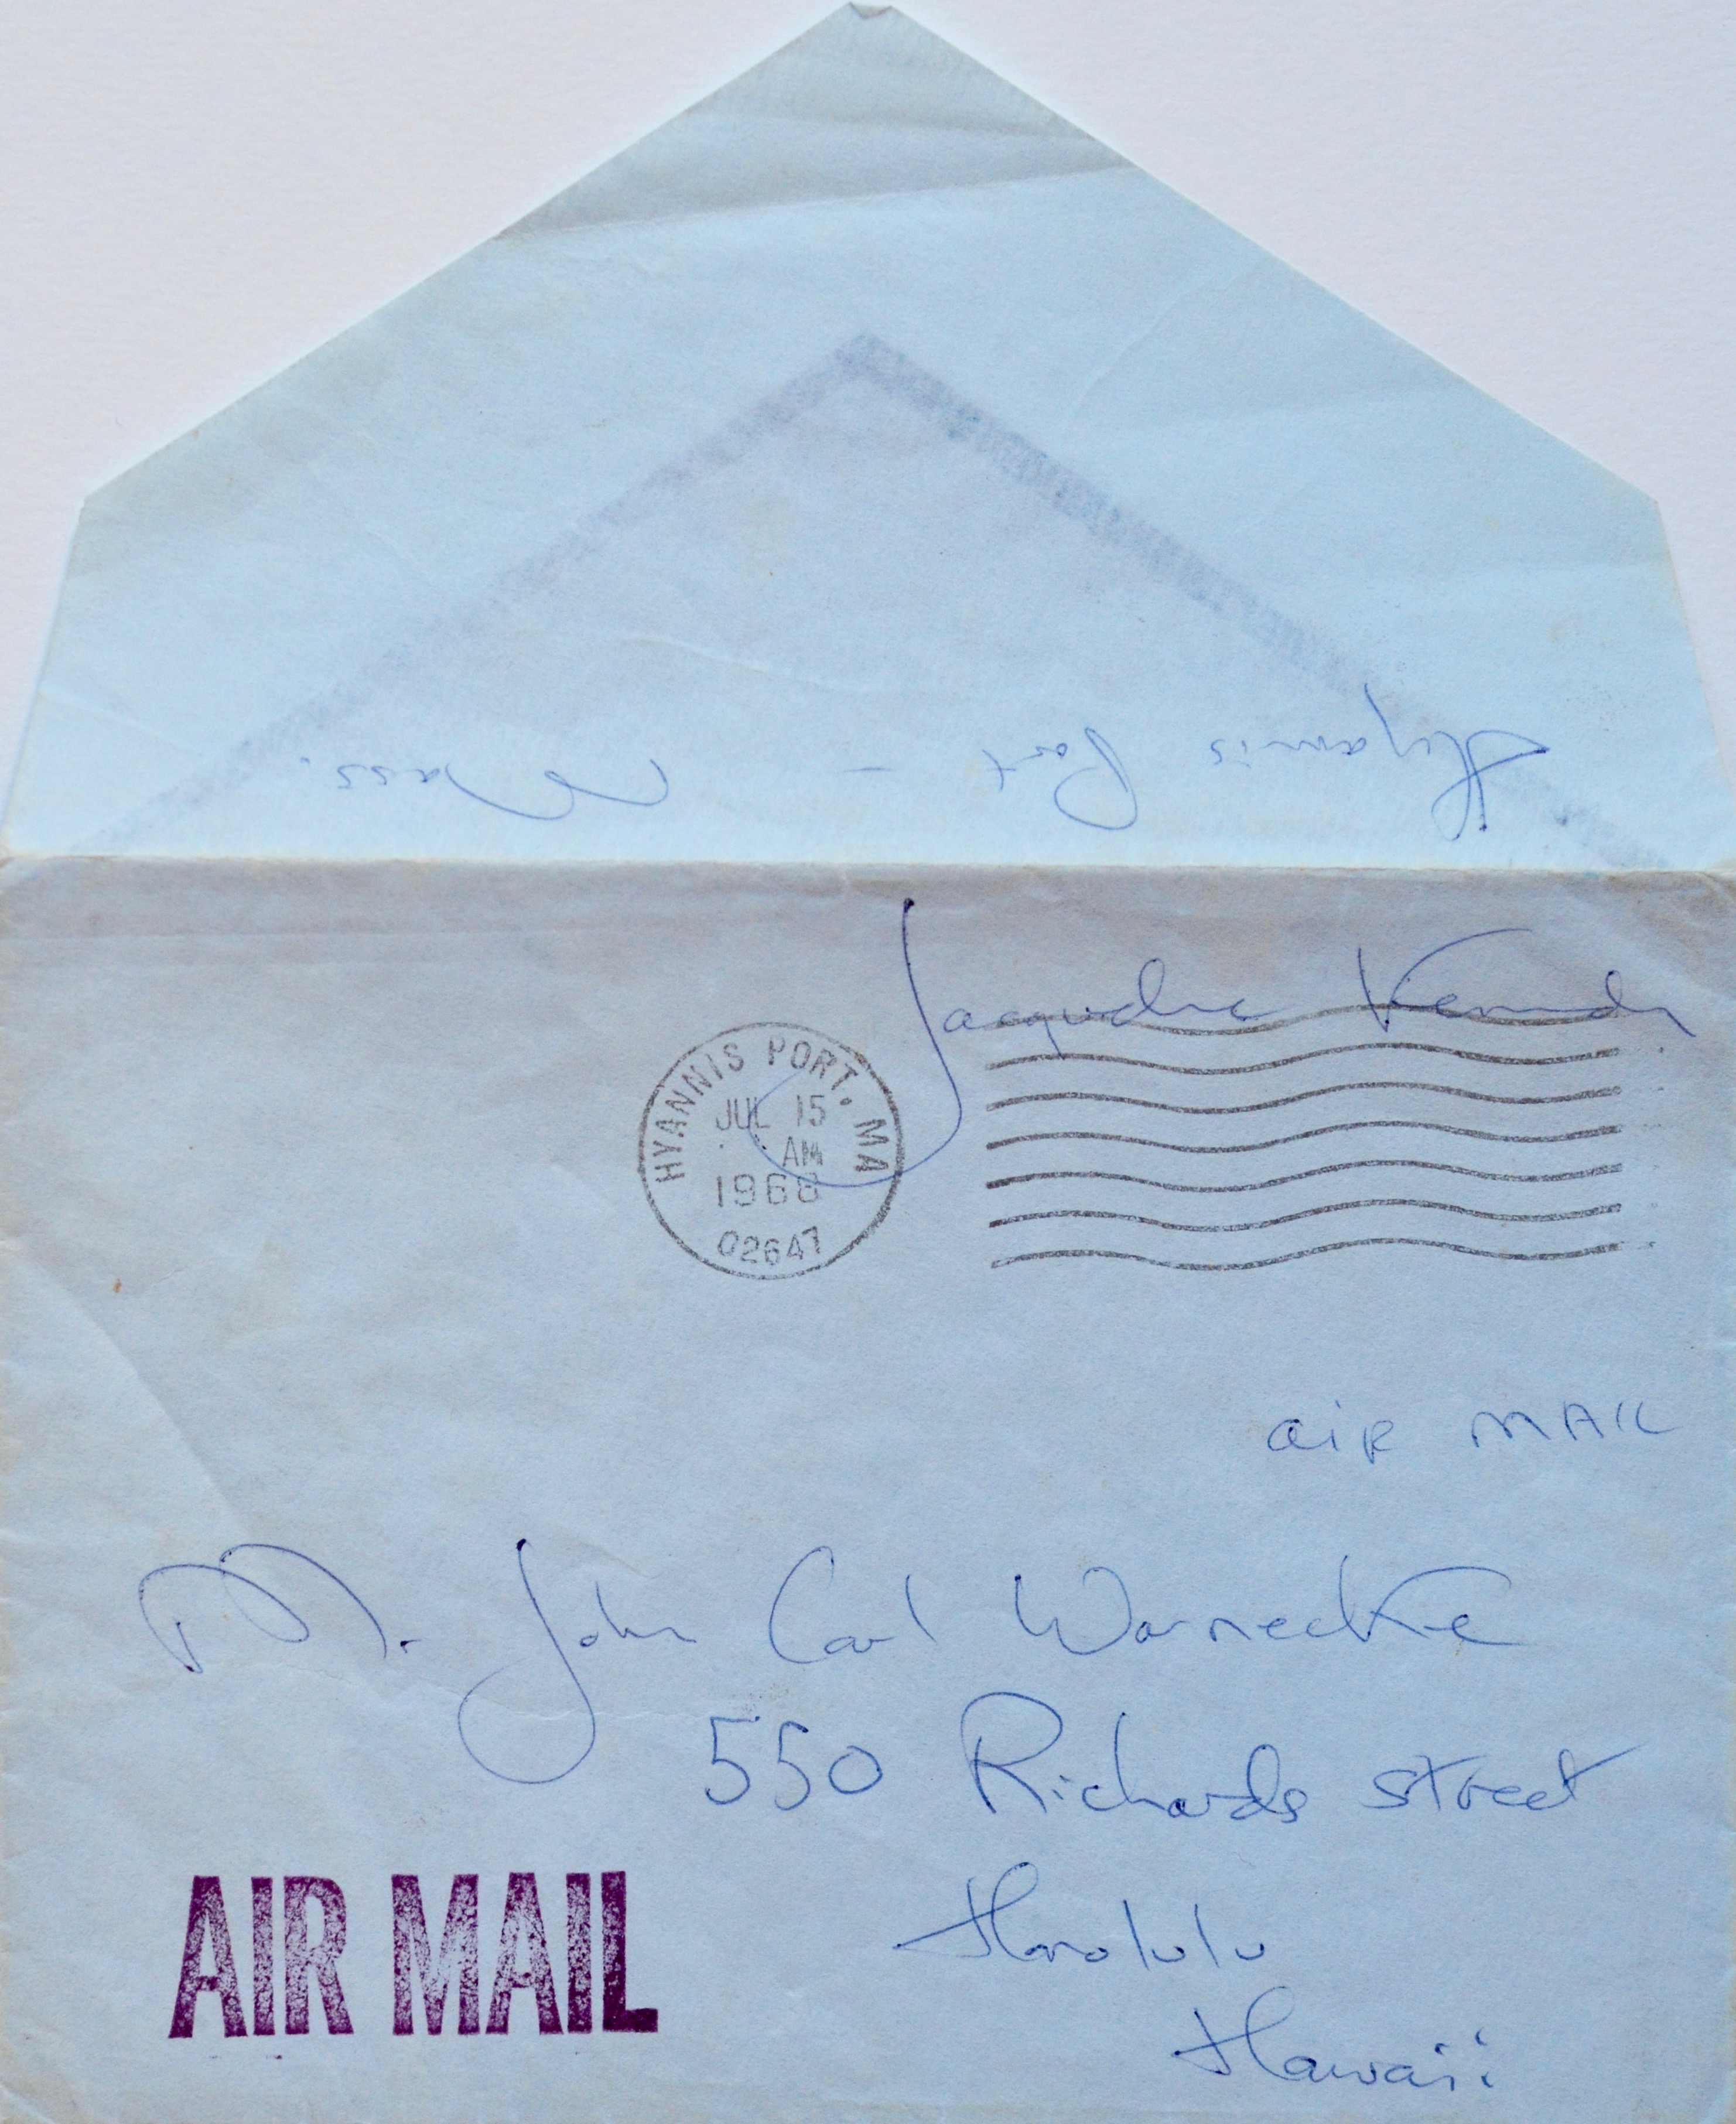 Hyannis Port - Mass.
Jacqueline Kennedy
HYANNIS PORT. MA
JUL 15
AM
1968
02647
AIR MAIL
Mr. John Carl Warnecke
550 Richards Street
AIR MAIL
Honolulu
Hawaii